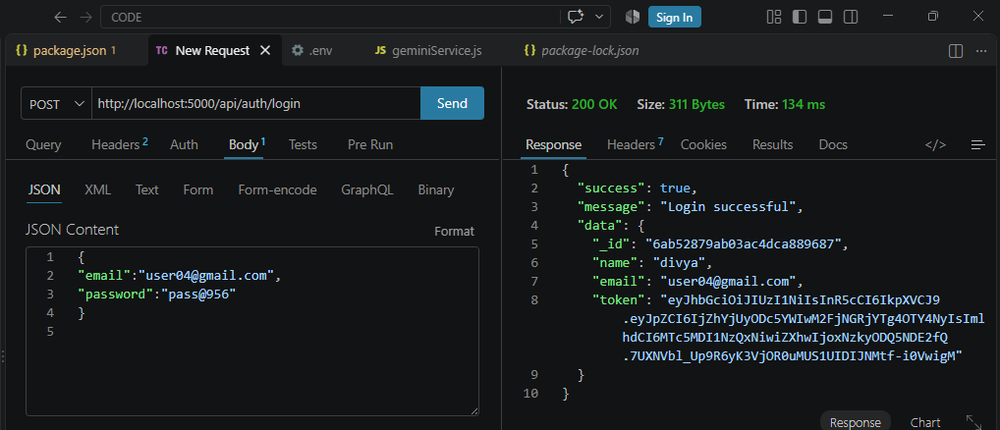 CODE
Sign In
{} package.json 1
TC New Request
.env
JS geminiService.js
{} package-lock.json
POST
http://localhost:5000/api/auth/login
Send
Query
Headers 2
Auth
Body 1
Tests
Pre Run
JSON
XML
Text
Form
Form-encode
GraphQL
Binary
JSON Content
Format
1 {
2 "email":"user04@gmail.com",
3 "password":"pass@956"
4 }
5
Status: 200 OK Size: 311 Bytes Time: 134 ms
Response
Headers 7
Cookies
Results
Docs
</>
1 {
2 "success": true,
3 "message": "Login successful",
4 "data": {
5 "_id": "6ab52879ab03ac4dca889687",
6 "name": "divya",
7 "email": "user04@gmail.com",
8 "token": "eyJhbGciOiJIUzI1NiIsInR5cCI6IkpXVCJ9
.eyJpZCI6IjZhYjUyODc5YWIwM2FjNGRjYTg4OTY4NyIsIml
hdCI6MTc5MDI1NzQxNiwiZXhwIjoxNzkyODQ5NDE2fQ
.7UXNVbl_Up9R6yK3VjOR0uMUS1UIDIJNMtf-i0VwigM"
9 }
10 }
Response
Chart